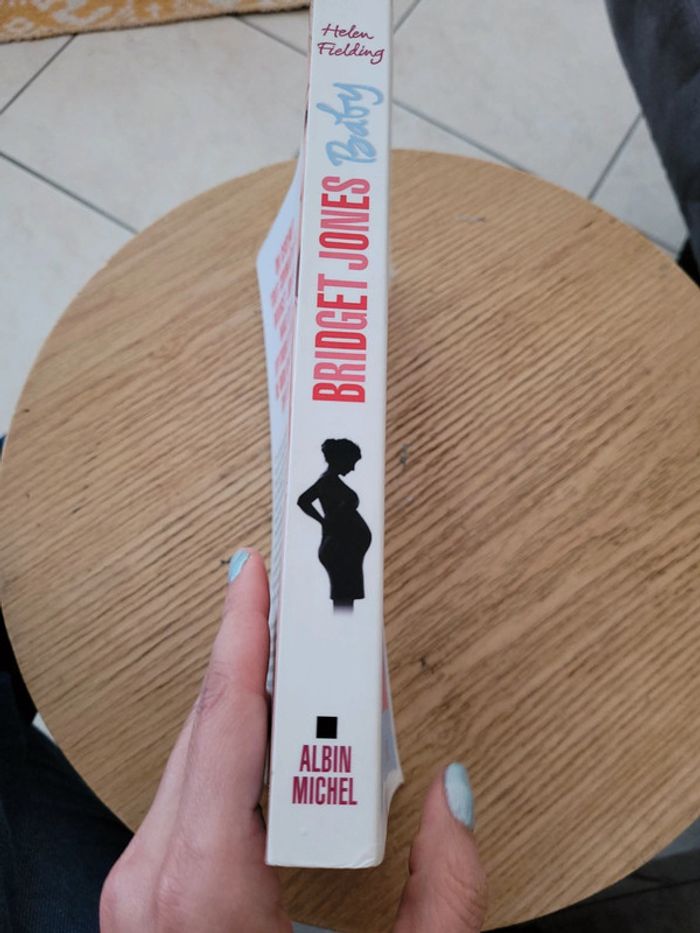 Helen
Fielding
BRIDGET JONES Baby
ALBIN
MICHEL